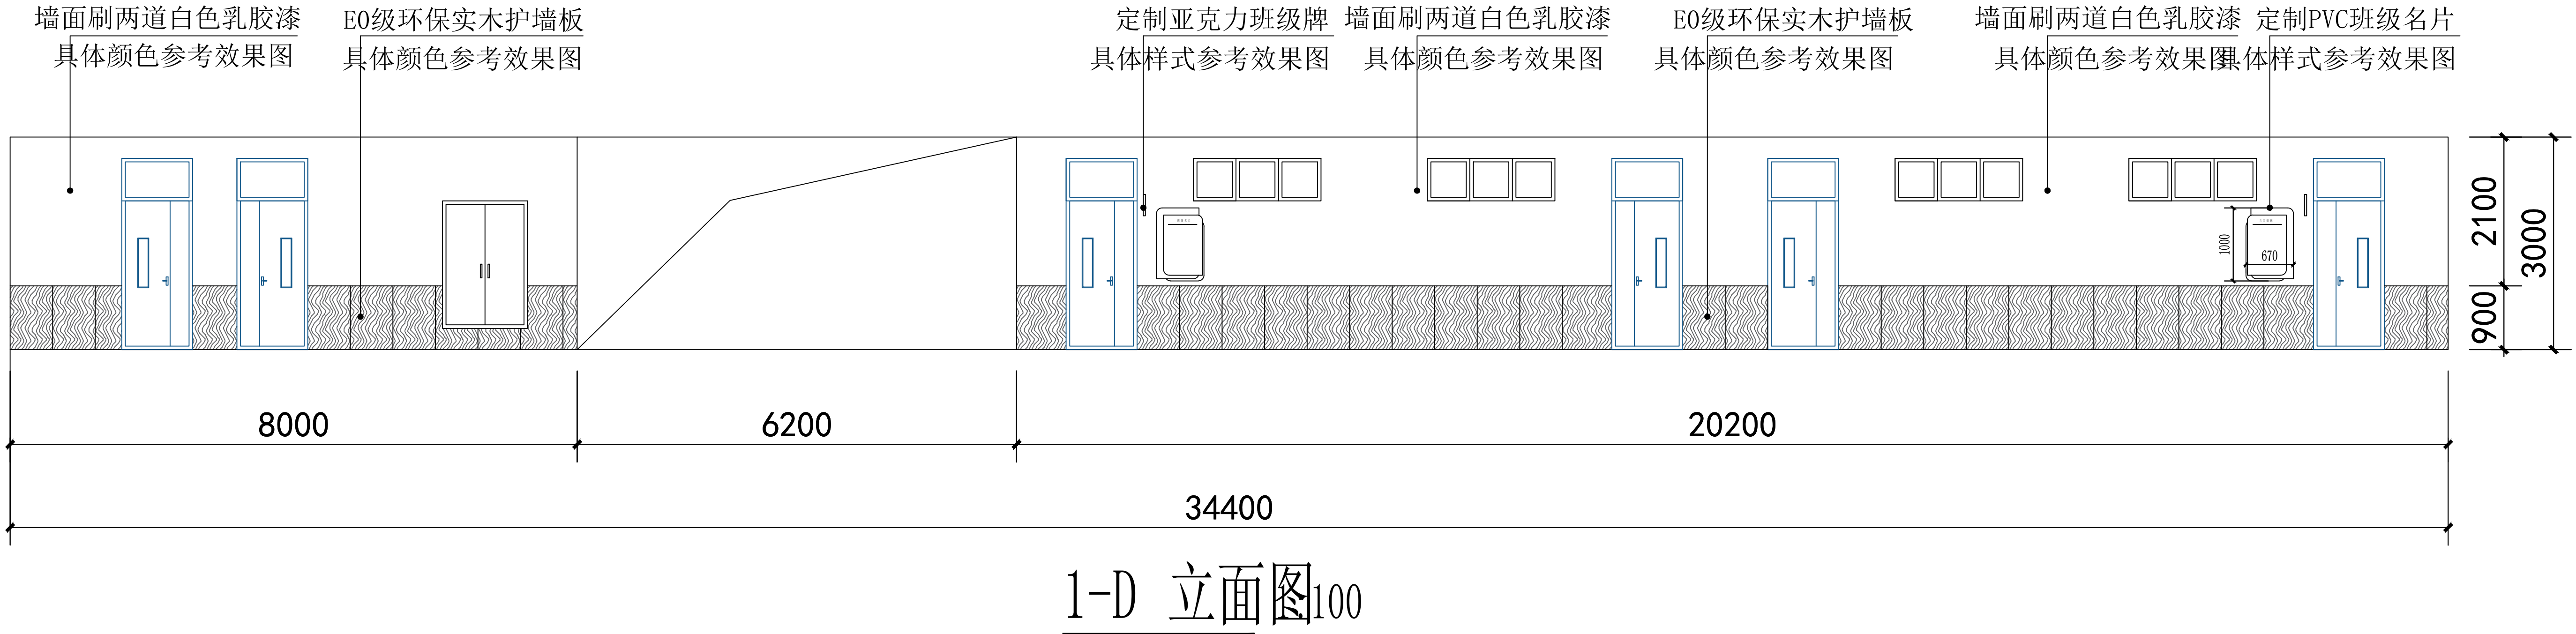 墙面刷两道白色乳胶漆
具体颜色参考效果图
E0级环保实木护墙板
具体颜色参考效果图
定制亚克力班级牌
具体样式参考效果图
墙面刷两道白色乳胶漆
具体颜色参考效果图
E0级环保实木护墙板
具体颜色参考效果图
墙面刷两道白色乳胶漆
具体颜色参考效果图
定制PVC班级名片
具体样式参考效果图
1000
670
2100
900
3000
8000
6200
20200
34400
1-D 立面图
100